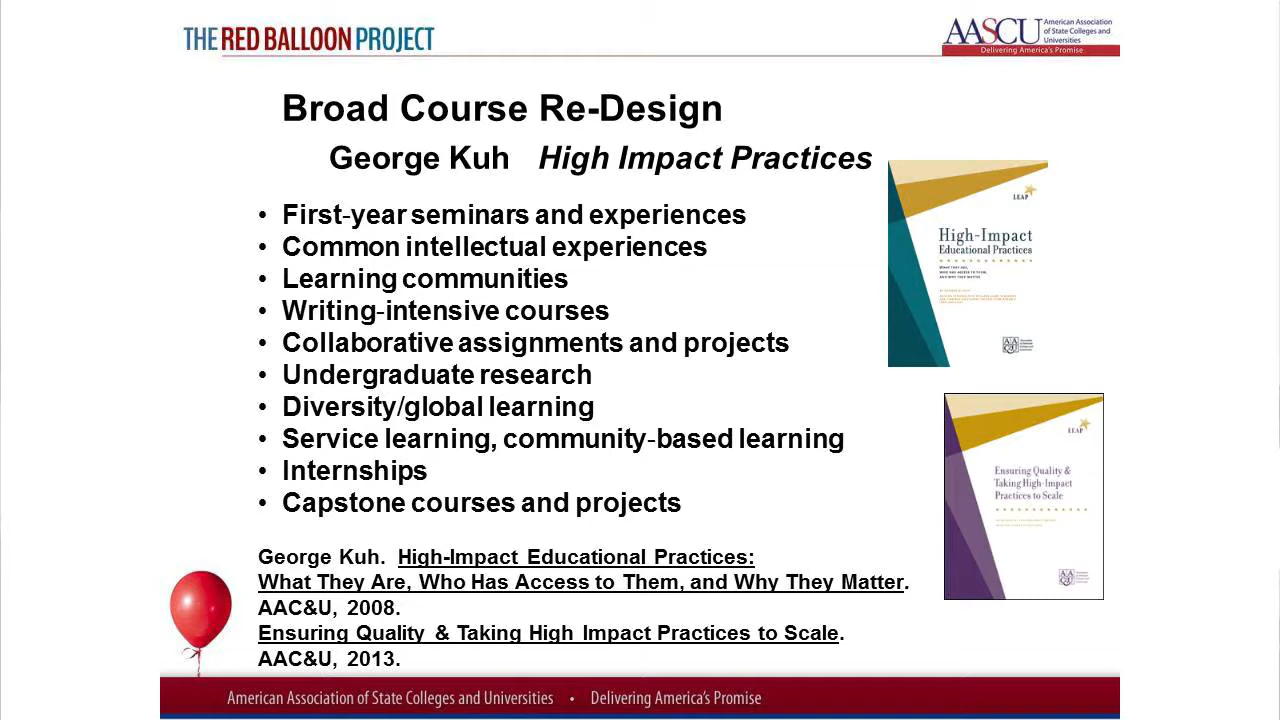 THE RED BALLOON PROJECT
AASCU
American Association
of State Colleges and
Universities
Delivering America's Promise
Broad Course Re-Design
George Kuh High Impact Practices
• First-year seminars and experiences
• Common intellectual experiences
• Learning communities
• Writing-intensive courses
• Collaborative assignments and projects
• Undergraduate research
• Diversity/global learning
• Service learning, community-based learning
• Internships
• Capstone courses and projects
LEAP
High-Impact
Educational Practices
WHAT THEY ARE,
WHO HAS ACCESS TO THEM,
AND WHY THEY MATTER
LEAP
Ensuring Quality &
Taking High-Impact
Practices to Scale
George Kuh. High-Impact Educational Practices:
What They Are, Who Has Access to Them, and Why They Matter.
AAC&U, 2008.
Ensuring Quality & Taking High Impact Practices to Scale.
AAC&U, 2013.
American Association of State Colleges and Universities • Delivering America's Promise